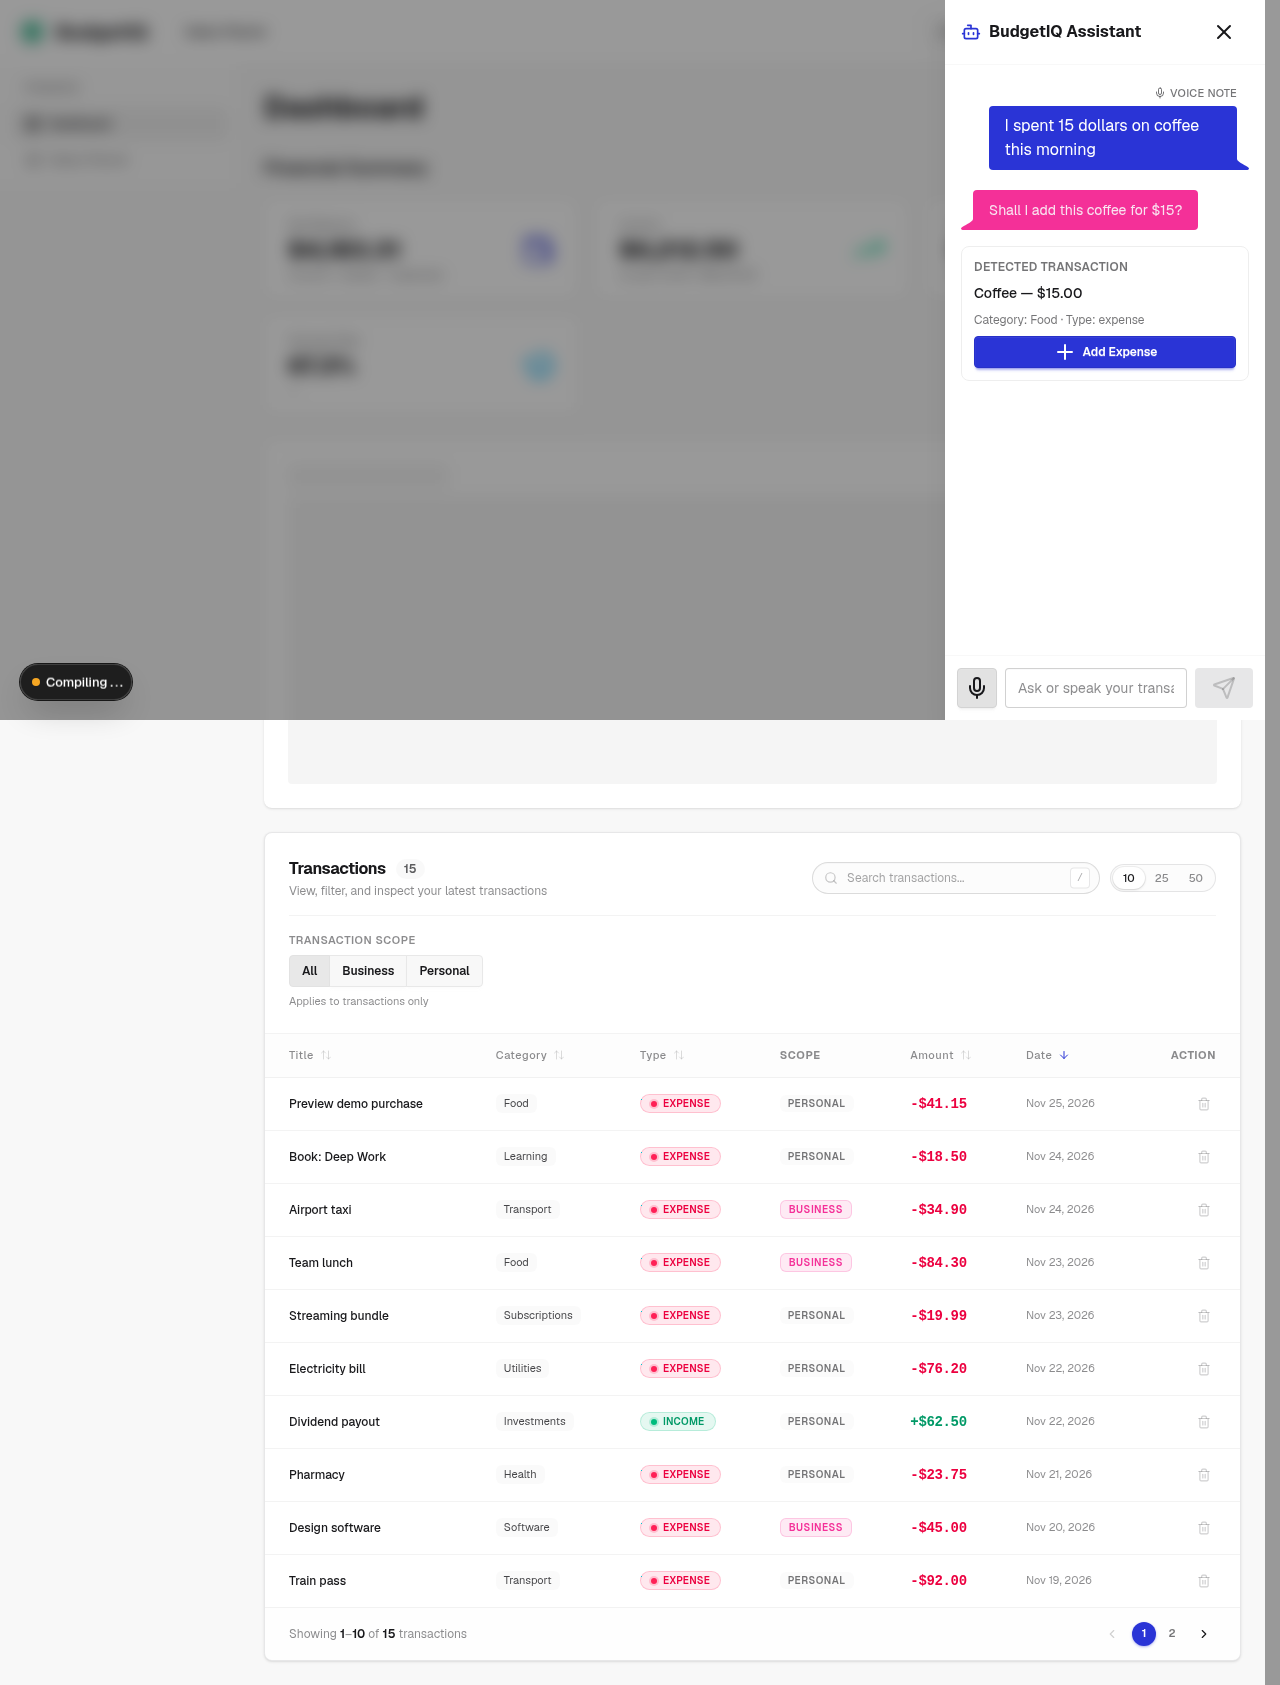 BudgetIQ Assistant
VOICE NOTE
I spent 15 dollars on coffee
this morning
Shall I add this coffee for $15?
DETECTED TRANSACTION
Coffee — $15.00
Category: Food · Type: expense
Add Expense
Ask or speak your transa
Dashboard
Financial Summary
Compiling ...
Transactions 15
View, filter, and inspect your latest transactions
Search transactions... /
10 25 50
TRANSACTION SCOPE
All Business Personal
Applies to transactions only
Title Category Type SCOPE Amount Date ACTION
Preview demo purchase Food EXPENSE PERSONAL -$41.15 Nov 25, 2026
Book: Deep Work Learning EXPENSE PERSONAL -$18.50 Nov 24, 2026
Airport taxi Transport EXPENSE BUSINESS -$34.90 Nov 24, 2026
Team lunch Food EXPENSE BUSINESS -$84.30 Nov 23, 2026
Streaming bundle Subscriptions EXPENSE PERSONAL -$19.99 Nov 23, 2026
Electricity bill Utilities EXPENSE PERSONAL -$76.20 Nov 22, 2026
Dividend payout Investments INCOME PERSONAL +$62.50 Nov 22, 2026
Pharmacy Health EXPENSE PERSONAL -$23.75 Nov 21, 2026
Design software Software EXPENSE BUSINESS -$45.00 Nov 20, 2026
Train pass Transport EXPENSE PERSONAL -$92.00 Nov 19, 2026
Showing 1–10 of 15 transactions
1 2